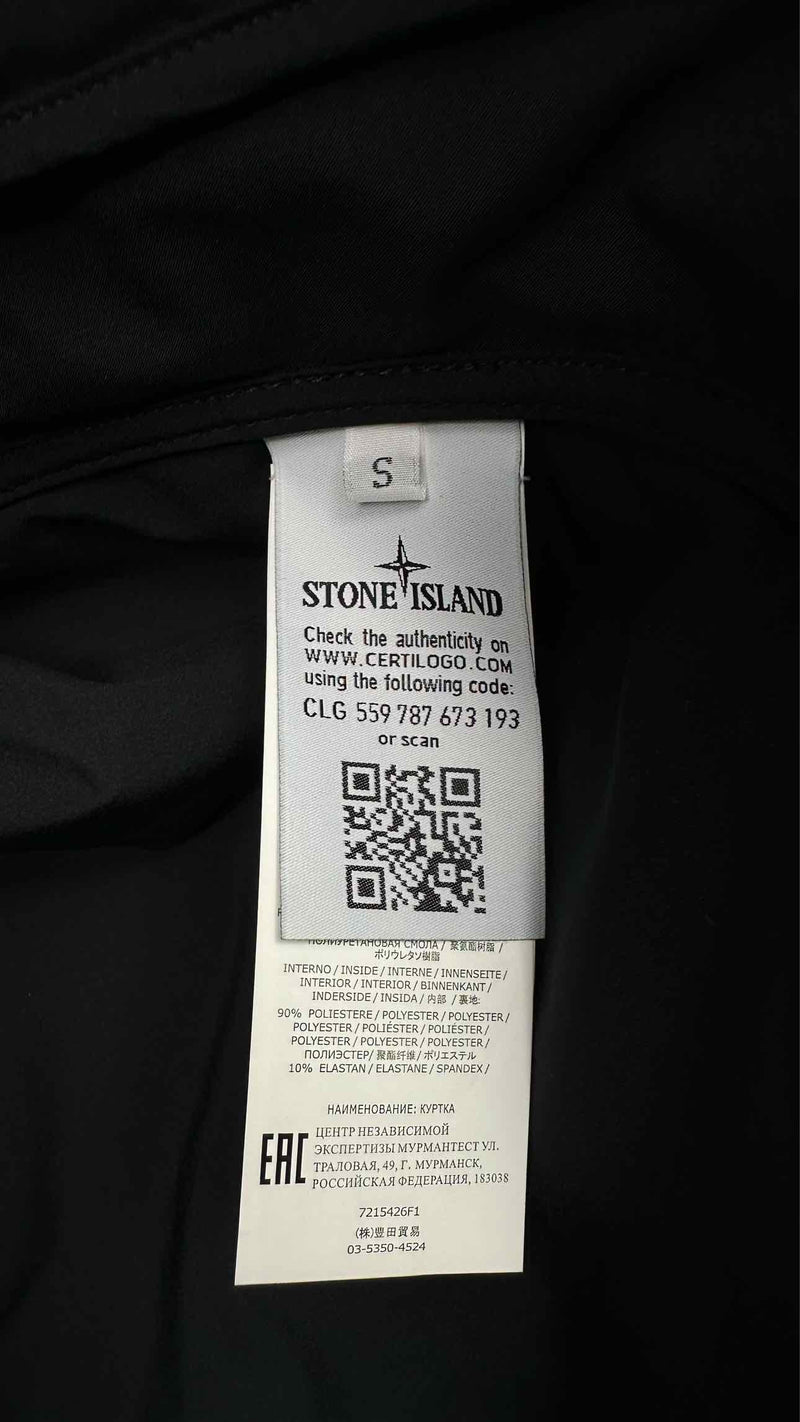 S
STONE ISLAND
Check the authenticity on
WWW.CERTILOGO.COM
using the following code:
CLG 559 787 673 193
or scan
ПОЛИУРЕТАНОВАЯ СМОЛА / 聚氨酯树脂 /
ポリウレタン樹脂
INTERNO / INSIDE / INTERNE / INNENSEITE /
INTERIOR / INTERIOR / BINNENKANT /
INDERSIDE / INSIDA / 内部 / 裏地:
90% POLIESTERE / POLYESTER / POLYESTER /
POLYESTER / POLIÉSTER / POLIÉSTER /
POLYESTER / POLYESTER / POLYESTER /
ПОЛИЭСТЕР/ 聚酯纤维 / ポリエステル
10% ELASTAN / ELASTANE / SPANDEX /
НАИМЕНОВАНИЕ: КУРТКА
EAC
ЦЕНТР НЕЗАВИСИМОЙ
ЭКСПЕРТИЗЫ МУРМАНТЕСТ УЛ.
ТРАЛОВАЯ, 49, Г. МУРМАНСК,
РОССИЙСКАЯ ФЕДЕРАЦИЯ, 183038
7215426F1
(株)豊田貿易
03-5350-4524